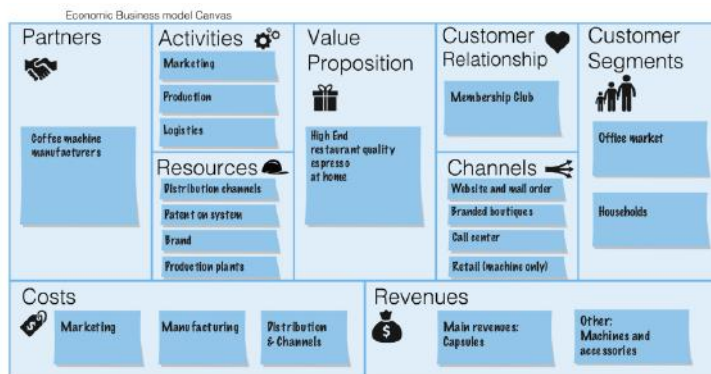 Economic Business model Canvas
Partners
Coffee machine
manufacturers
Activities
Marketing
Production
Logistics
Resources
Distribution channels
Patent on system
Brand
Production plants
Value
Proposition
High End
restaurant quality
espresso
at home
Customer
Relationship
Membership Club
Channels
Website and mail order
Branded boutiques
Call center
Retail (machine only)
Customer
Segments
Office market
Households
Costs
$
Marketing
Manufacturing
Distribution
& Channels
Revenues
$
Main revenues:
Capsules
Other:
Machines and
accessories